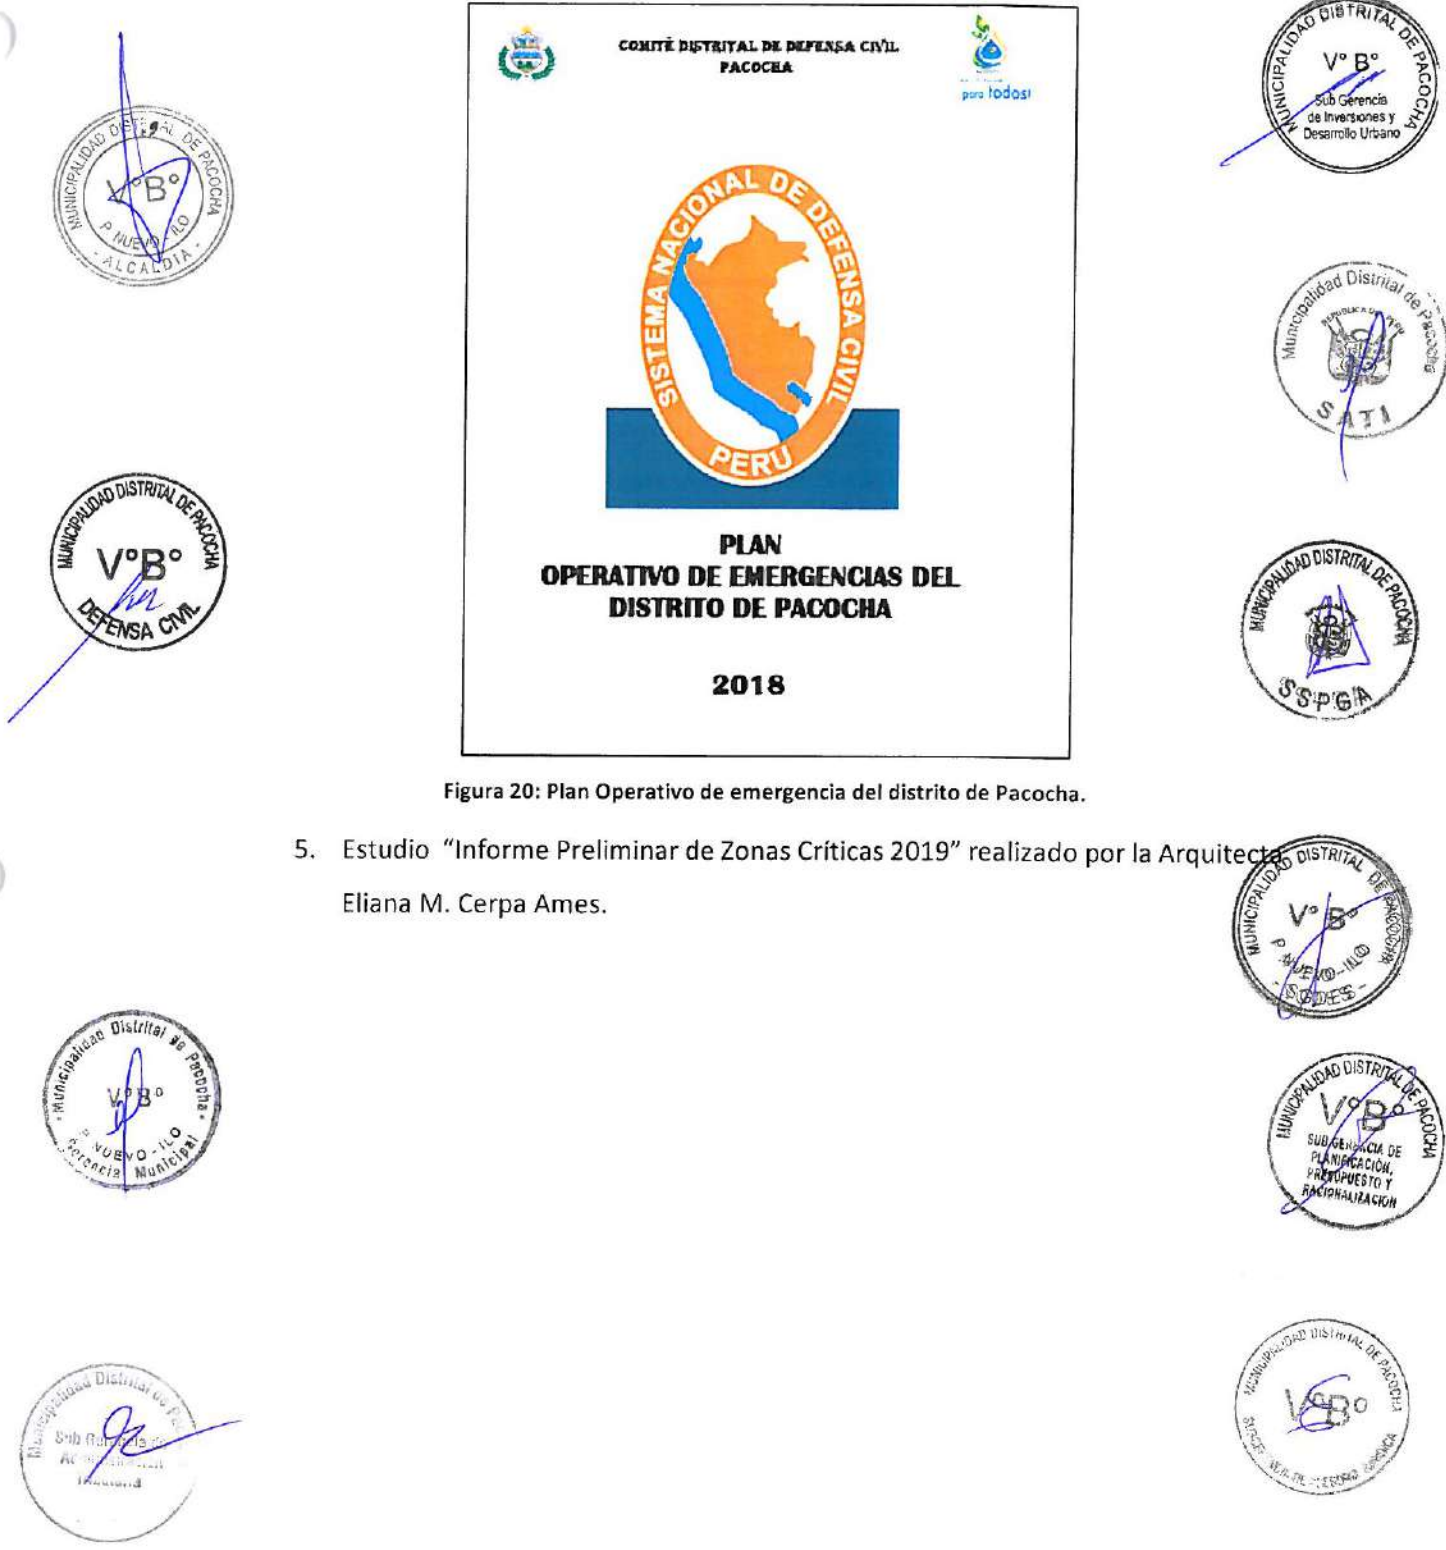 COMITÉ DISTRITAL DE DEFENSA CIVIL
PACOCHA
para todos!
SISTEMA NACIONAL DE DEFENSA CIVIL
PERU
PLAN
OPERATIVO DE EMERGENCIAS DEL
DISTRITO DE PACOCHA
2018
Figura 20: Plan Operativo de emergencia del distrito de Pacocha.
5. Estudio “Informe Preliminar de Zonas Críticas 2019” realizado por la Arquitecta
Eliana M. Cerpa Ames.
MUNICIPALIDAD DISTRITAL DE PACOCHA
V°B°
P. NUEVO - ILO
- ALCALDIA -
MUNICIPALIDAD DISTRITAL DE PACOCHA
V°B°
DEFENSA CIVIL
Municipalidad Distrital de Pacocha
V°B°
P. NUEVO - ILO
Gerencia Municipal
Municipalidad Distrital de
Sub Gerencia de
MUNICIPALIDAD DISTRITAL DE PACOCHA
V° B°
Sub Gerencia
de Inversiones y
Desarrollo Urbano
Municipalidad Distrital de Pacocha
REPUBLICA DEL PERU
SATI
MUNICIPALIDAD DISTRITAL DE PACOCHA
SSPGA
MUNICIPALIDAD DISTRITAL DE PACOCHA
V° B°
P NUEVO - ILO
- SGDES -
MUNICIPALIDAD DISTRITAL DE PACOCHA
V°B°
SUB GERENCIA DE
PLANIFICACIÓN,
PRESUPUESTO Y
RACIONALIZACION
MUNICIPALIDAD DISTRITAL DE PACOCHA
V°B°